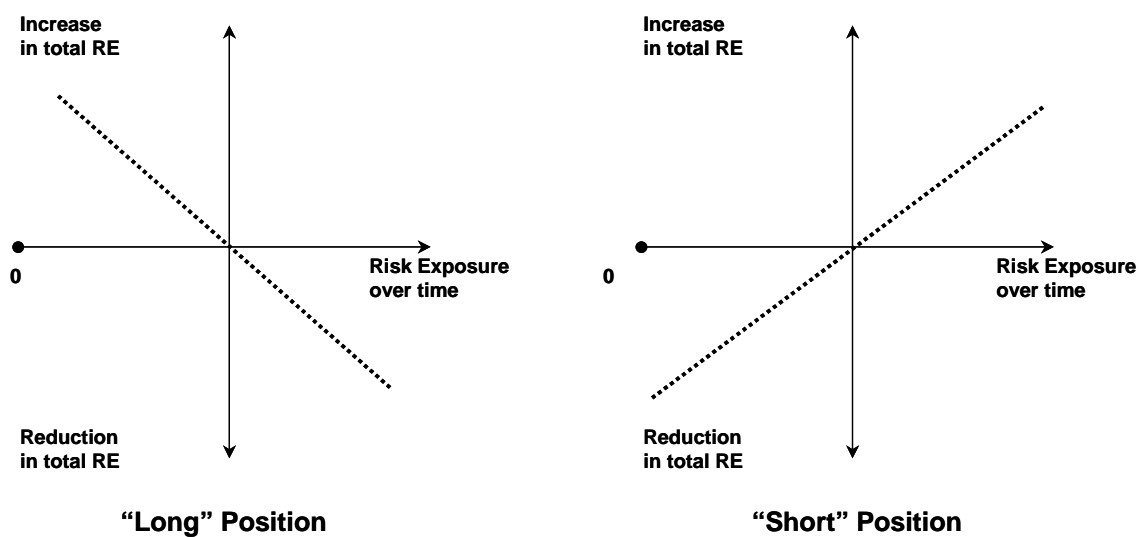 Increase
in total RE
0
Risk Exposure
over time
Reduction
in total RE
“Long” Position
Increase
in total RE
0
Risk Exposure
over time
Reduction
in total RE
“Short” Position